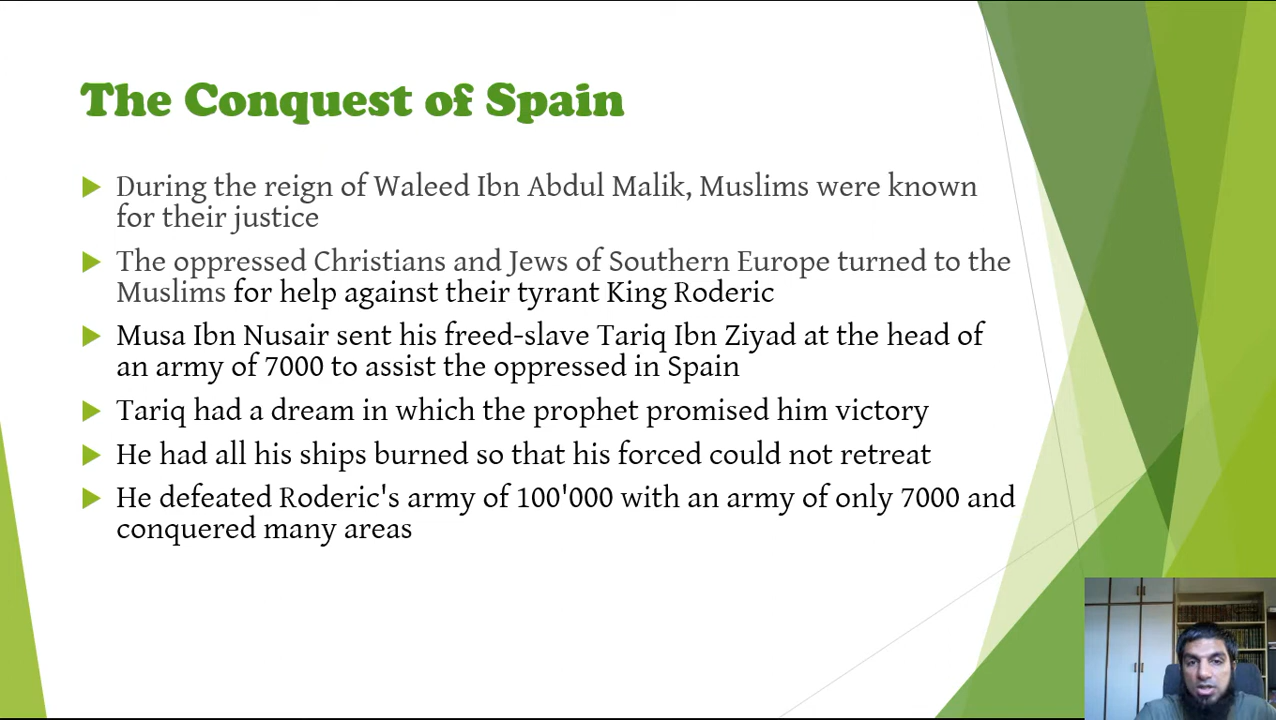 The Conquest of Spain
During the reign of Waleed Ibn Abdul Malik, Muslims were known
for their justice
The oppressed Christians and Jews of Southern Europe turned to the
Muslims for help against their tyrant King Roderic
Musa Ibn Nusair sent his freed-slave Tariq Ibn Ziyad at the head of
an army of 7000 to assist the oppressed in Spain
Tariq had a dream in which the prophet promised him victory
He had all his ships burned so that his forced could not retreat
He defeated Roderic's army of 100'000 with an army of only 7000 and
conquered many areas